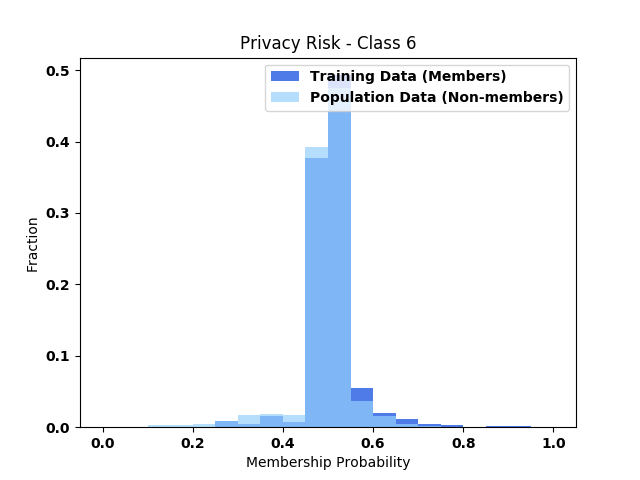 Privacy Risk - Class 6
Training Data (Members)
Population Data (Non-members)
0.5
0.4
0.3
0.2
0.1
0.0
Fraction
0.0 0.2 0.4 0.6 0.8 1.0
Membership Probability